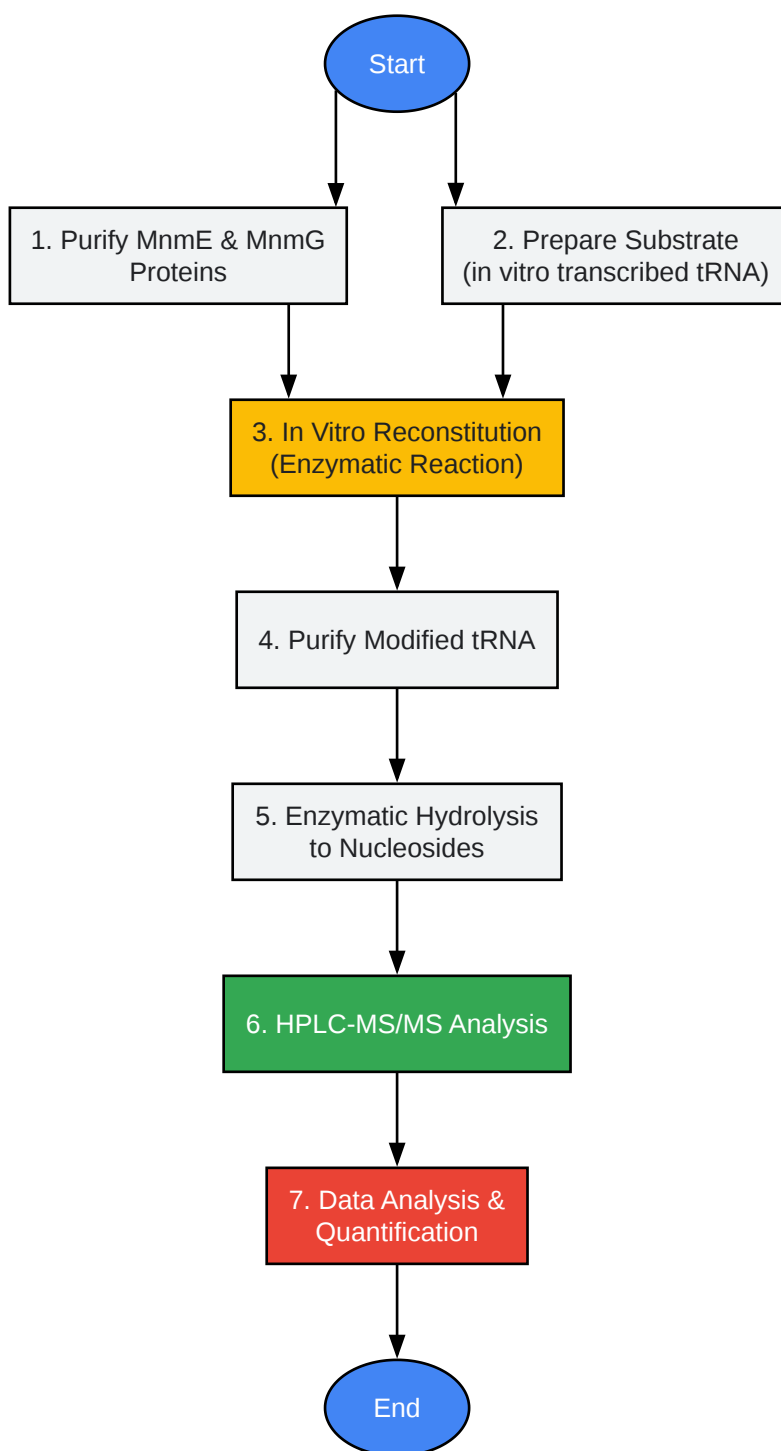 Start
1. Purify MnmE & MnmG
Proteins
2. Prepare Substrate
(in vitro transcribed tRNA)
3. In Vitro Reconstitution
(Enzymatic Reaction)
4. Purify Modified tRNA
5. Enzymatic Hydrolysis
to Nucleosides
6. HPLC-MS/MS Analysis
7. Data Analysis &
Quantification
End